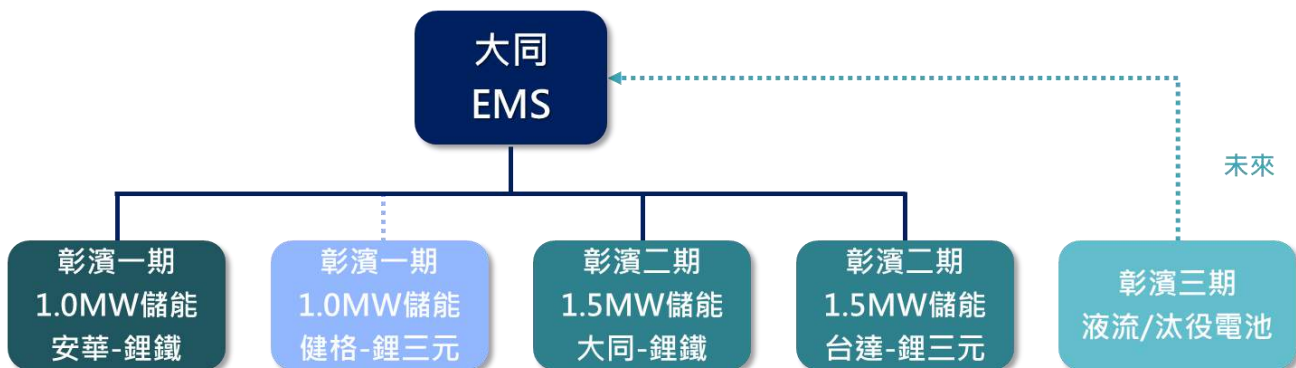 大同
EMS
未來
彰濱一期
1.0MW儲能
安華-鋰鐵
彰濱一期
1.0MW儲能
健格-鋰三元
彰濱二期
1.5MW儲能
大同-鋰鐵
彰濱二期
1.5MW儲能
台達-鋰三元
彰濱三期
液流/汰役電池